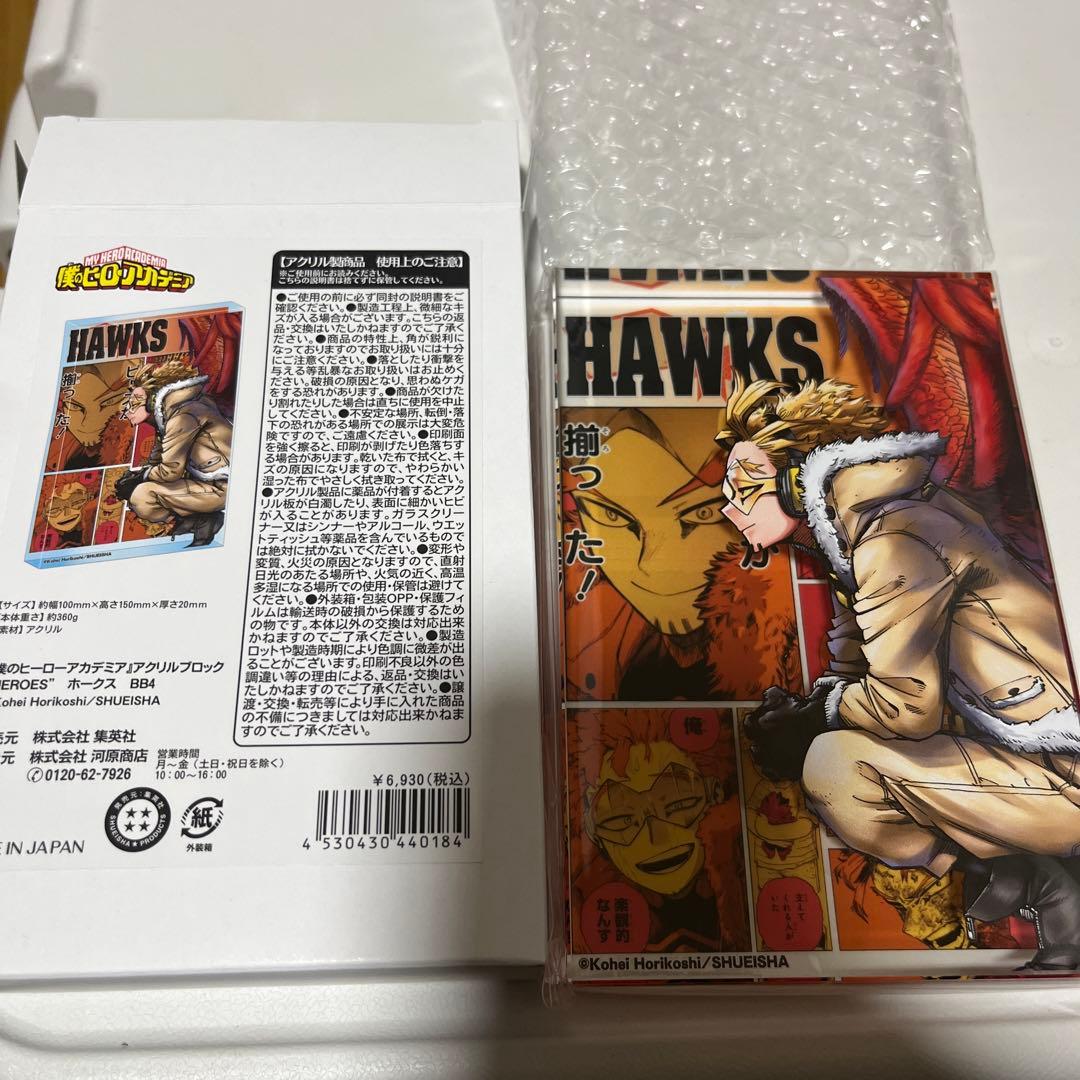 MY HERO ACADEMIA
僕のヒーローアカデミア
HAWKS
揃った!
©Kohei Horikoshi/SHUEISHA
【サイズ】約幅100mm×高さ150mm×厚さ20mm
本体重さ】約360g
素材】アクリル
僕のヒーローアカデミア』アクリルブロック
HEROES” ホークス BB4
Kohei Horikoshi/SHUEISHA
売元 株式会社 集英社
元 株式会社 河原商店
0120-62-7926
営業時間
月～金(土日・祝日を除く)
10:00～16:00
発売元:集英社
SHUEISHA PRODUCTS
紙
外装箱
E IN JAPAN
【アクリル製商品 使用上のご注意】
※ご使用前にお読みください。
こちらの説明書は捨てずに保管してください。
●ご使用の前に必ず同封の説明書をご
確認ください。●製造工程上、微細なキ
ズが入る場合がございます。こちらの返
品・交換はいたしかねますのでご了承くだ
さい。●商品の特性上、角が鋭利に
なっておりますのでお取り扱いには十分
にご注意ください。●落としたり衝撃を
与える等乱暴なお取り扱いはお止めく
ださい。破損の原因となり、思わぬケガ
をする恐れがあります。●商品が欠けた
り割れたりした場合は直ちに使用を中止
してください。●不安定な場所、転倒・落
下の恐れがある場所での展示は大変危
険ですので、ご遠慮ください。●印刷面
を強く擦ると、印刷が剥げたり色落ちす
る場合があります。乾いた布で拭くと、キ
ズの原因になりますので、やわらかい
湿った布でやさしく拭き取ってください。
●アクリル製品に薬品が付着するとアク
リル板が白濁したり、表面に細かいヒビ
が入ることがあります。ガラスクリー
ナー又はシンナーやアルコール、ウエッ
トティッシュ等薬品を含んでいるもので
は絶対に拭かないでください。●変形や
変質、火災の原因となりますので、直射
日光のあたる場所や、火気の近く、高温
多湿になる場所での使用・保管は避けて
ください。●外装箱・包装OPP・保護フィ
ルムは輸送時の破損から保護するため
の物です。本体以外の交換は対応出来
かねますのでご了承ください。●製造
ロットや製造時期により色調に微差が出
ることがございます。印刷不良以外の色
調違い等の理由による、返品・交換はい
たしかねますのでご了承ください。●譲
渡・交換・転売等により手に入れた商品
の不備につきましては対応出来かねま
すのでご了承ください。
￥6,930(税込)
4 530430 440184
HAWKS
HAWKS
揃った!
そろ
が
俺
楽観的
なんす
支えて
くれる人が
いた
©Kohei Horikoshi/SHUEISHA